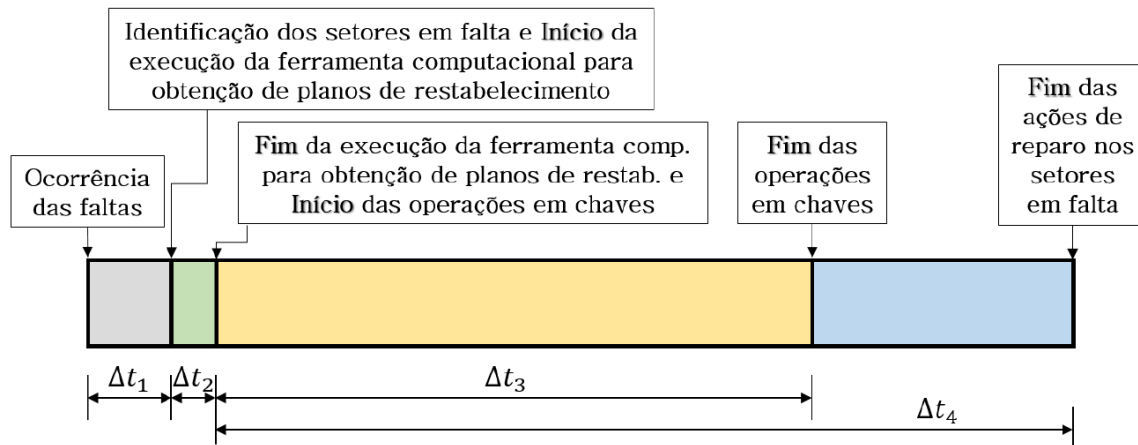 Identificação dos setores em falta e Início da
execução da ferramenta computacional para
obtenção de planos de restabelecimento
Fim das
ações de
reparo nos
setores
em falta
Fim da execução da ferramenta comp.
para obtenção de planos de restab. e
Início das operações em chaves
Fim das
operações
em chaves
Ocorrência
das faltas
Δt₁
Δt₂
Δt₃
Δt₄